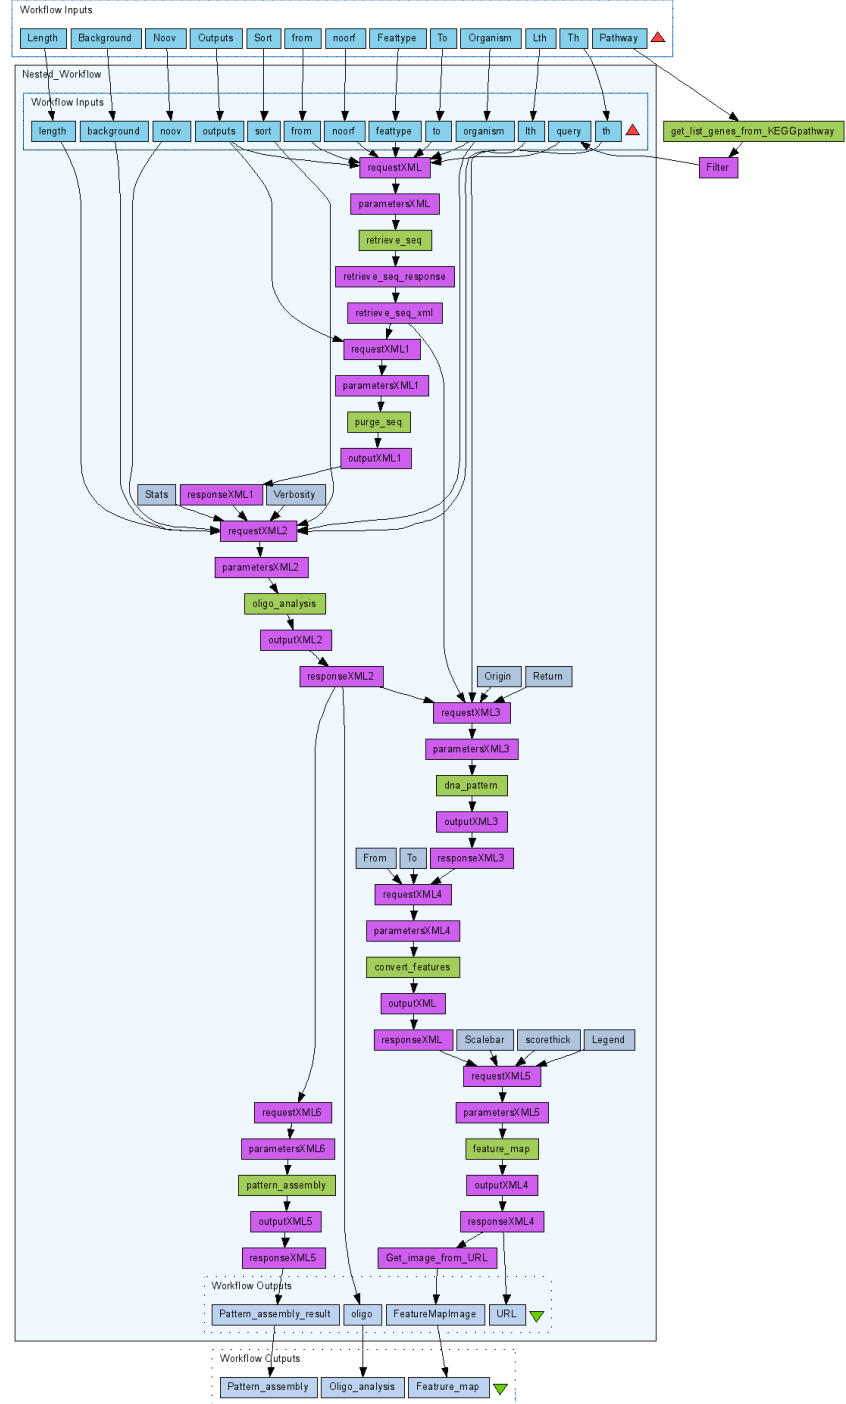 Workflow Inputs
Length Background Noov Outputs Sort from noorf Feattype To Organism Lth Th Pathway
Nested_Workflow
Workflow Inputs
length background noov outputs sort from noorf feattype to organism lth query th get_list_genes_from_KEGGpathway
requestXML Filter
parametersXML
retrieve_seq
retrieve_seq_response
retrieve_seq_xml
requestXML1
parametersXML1
purge_seq
outputXML1
Stats responseXML1 Verbosity
requestXML2
parametersXML2
oligo_analysis
outputXML2
responseXML2 Origin Return
requestXML3
parametersXML3
dna_pattern
outputXML3
From To responseXML3
requestXML4
parametersXML4
convert_features
outputXML
responseXML Scalebar scorethick Legend
requestXML5
requestXML6 parametersXML5
parametersXML6 feature_map
pattern_assembly outputXML4
outputXML5 responseXML4
responseXML5 Get_image_from_URL
Workflow Outputs
Pattern_assembly_result oligo FeatureMapImage URL
Workflow Outputs
Pattern_assembly Oligo_analysis Featrure_map